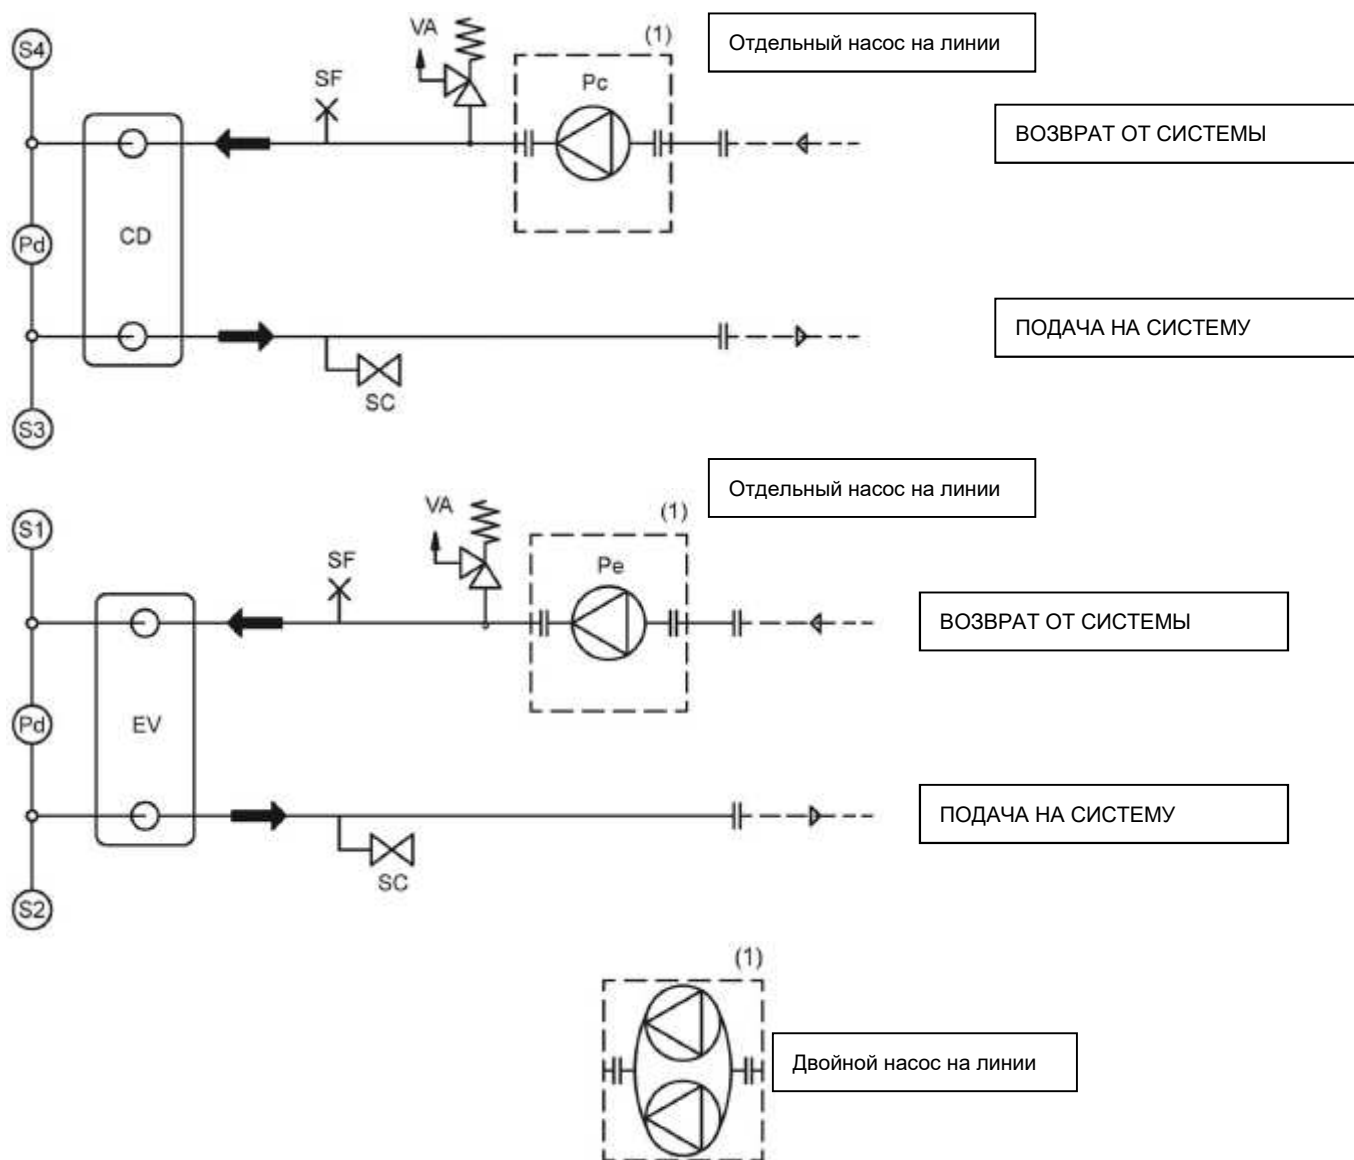 VA
(1)
Отдельный насос на линии
S4
SF
Pc
ВОЗВРАТ ОТ СИСТЕМЫ
Pd
CD
ПОДАЧА НА СИСТЕМУ
SC
S3
Отдельный насос на линии
VA
(1)
S1
SF
Pe
ВОЗВРАТ ОТ СИСТЕМЫ
Pd
EV
ПОДАЧА НА СИСТЕМУ
SC
S2
(1)
Двойной насос на линии